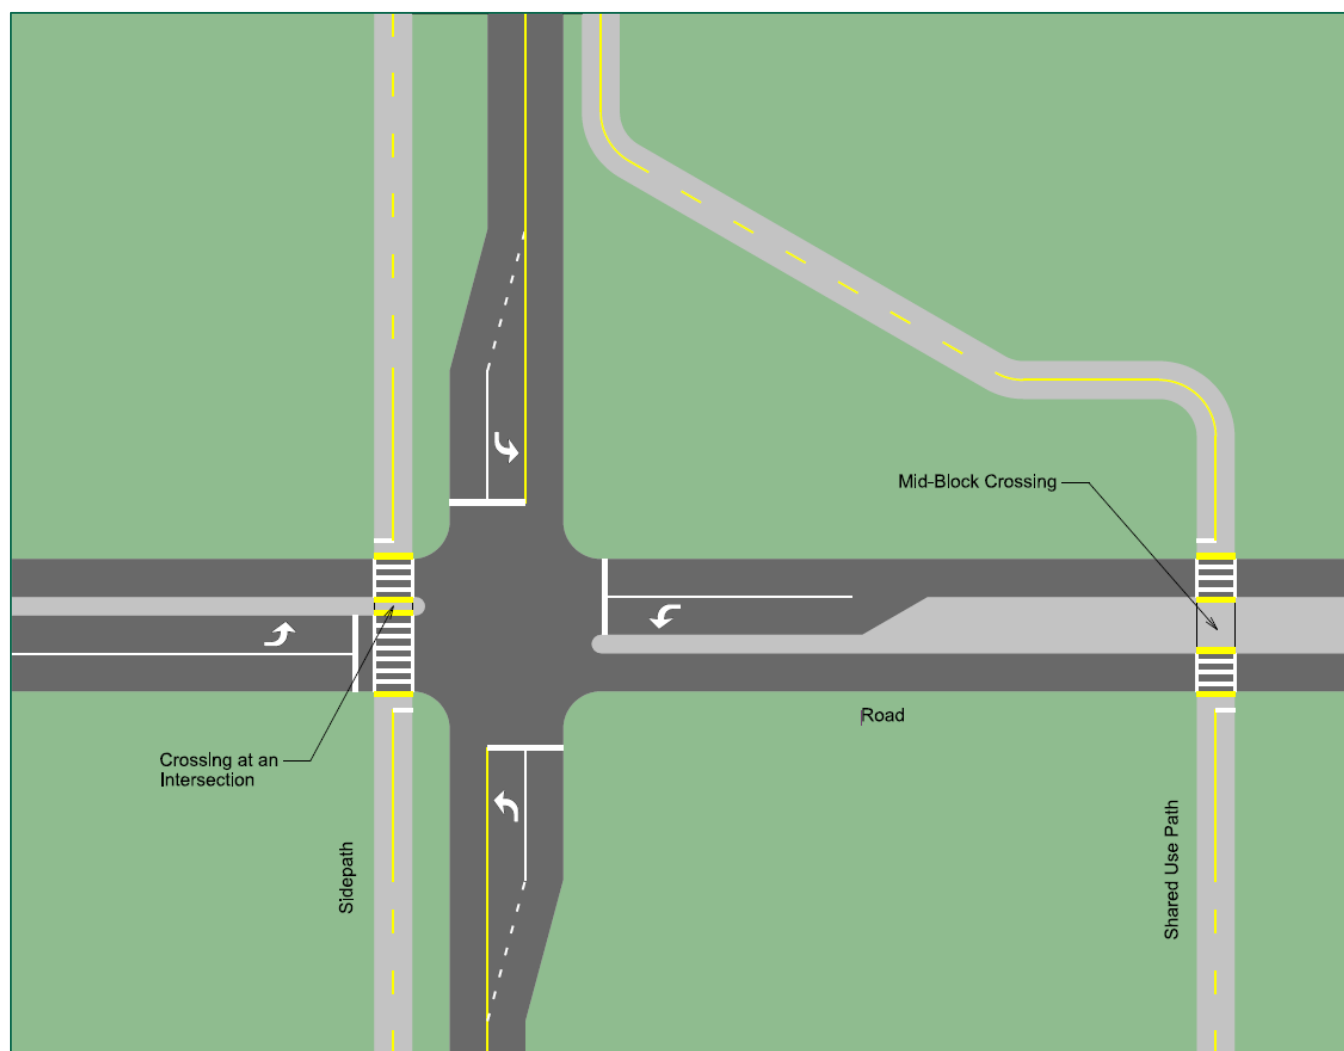 Mid-Block Crossing
Road
Crossing at an
Intersection
Sidepath
Shared Use Path